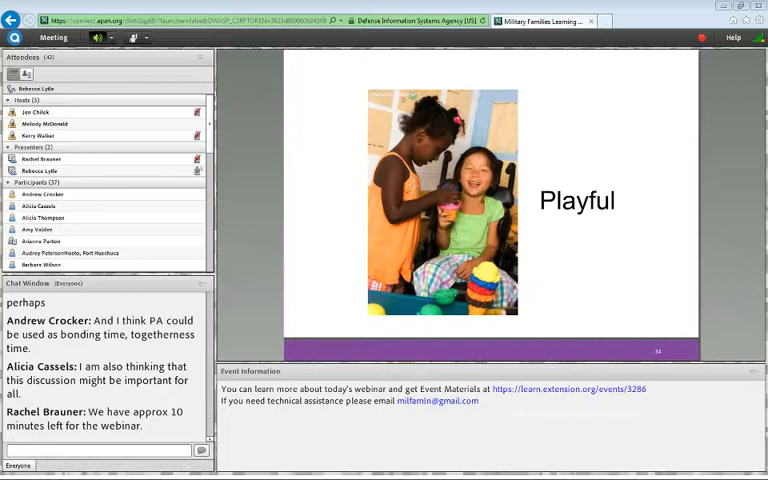 Defense Information Systems Agency [US]
Military Families Learning ...
Meeting
Help
Attendees (42)
Rebecca Lytle
Hosts (3)
Jen Chilek
Melody McDonald
Kerry Walker
Presenters (2)
Rachel Brauner
Rebecca Lytle
Participants (37)
Andrew Crocker
Alicia Cassels
Alicia Thompson
Amy Valdez
Arianna Parton
Audrey PetersonHosto, Fort Huachuca
Barbara Wilson
Chat Window (Everyone)
perhaps
Andrew Crocker: And I think PA could
be used as bonding time, togetherness
time.
Alicia Cassels: I am also thinking that
this discussion might be important for
all.
Rachel Brauner: We have approx 10
minutes left for the webinar.
Everyone
Playful
34
Event Information
You can learn more about today's webinar and get Event Materials at https://learn.extension.org/events/3286
If you need technical assistance please email milfamln@gmail.com